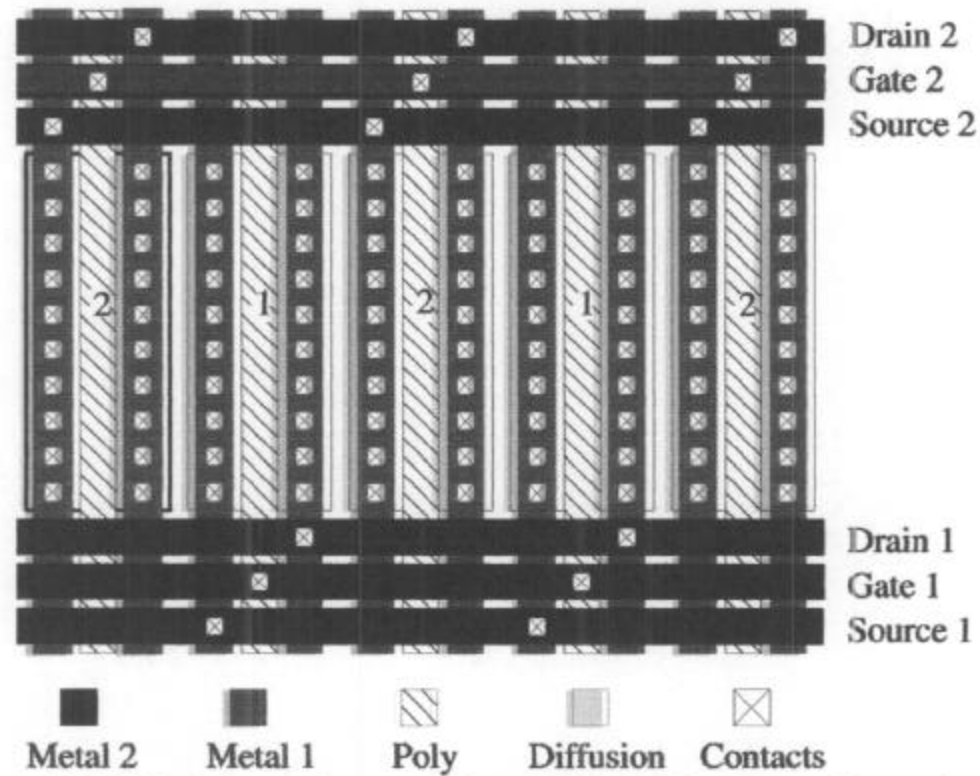 Drain 2
Gate 2
Source 2
2 1 2 1 2
Drain 1
Gate 1
Source 1
Metal 2 Metal 1 Poly Diffusion Contacts